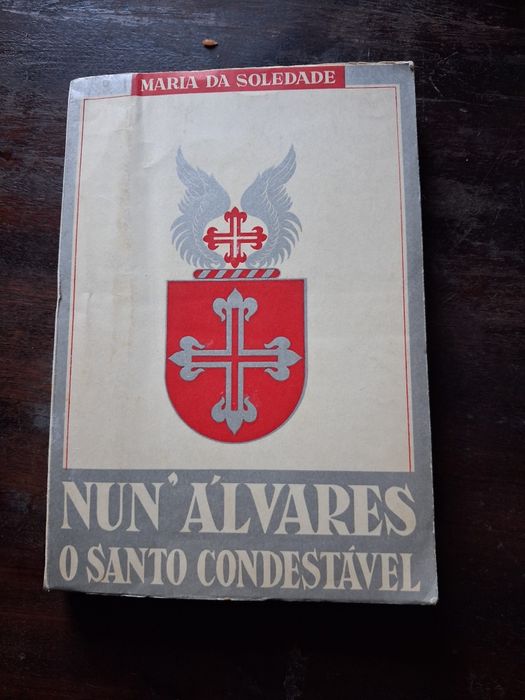 MARIA DA SOLEDADE
NUN'ÁLVARES
O SANTO CONDESTÁVEL